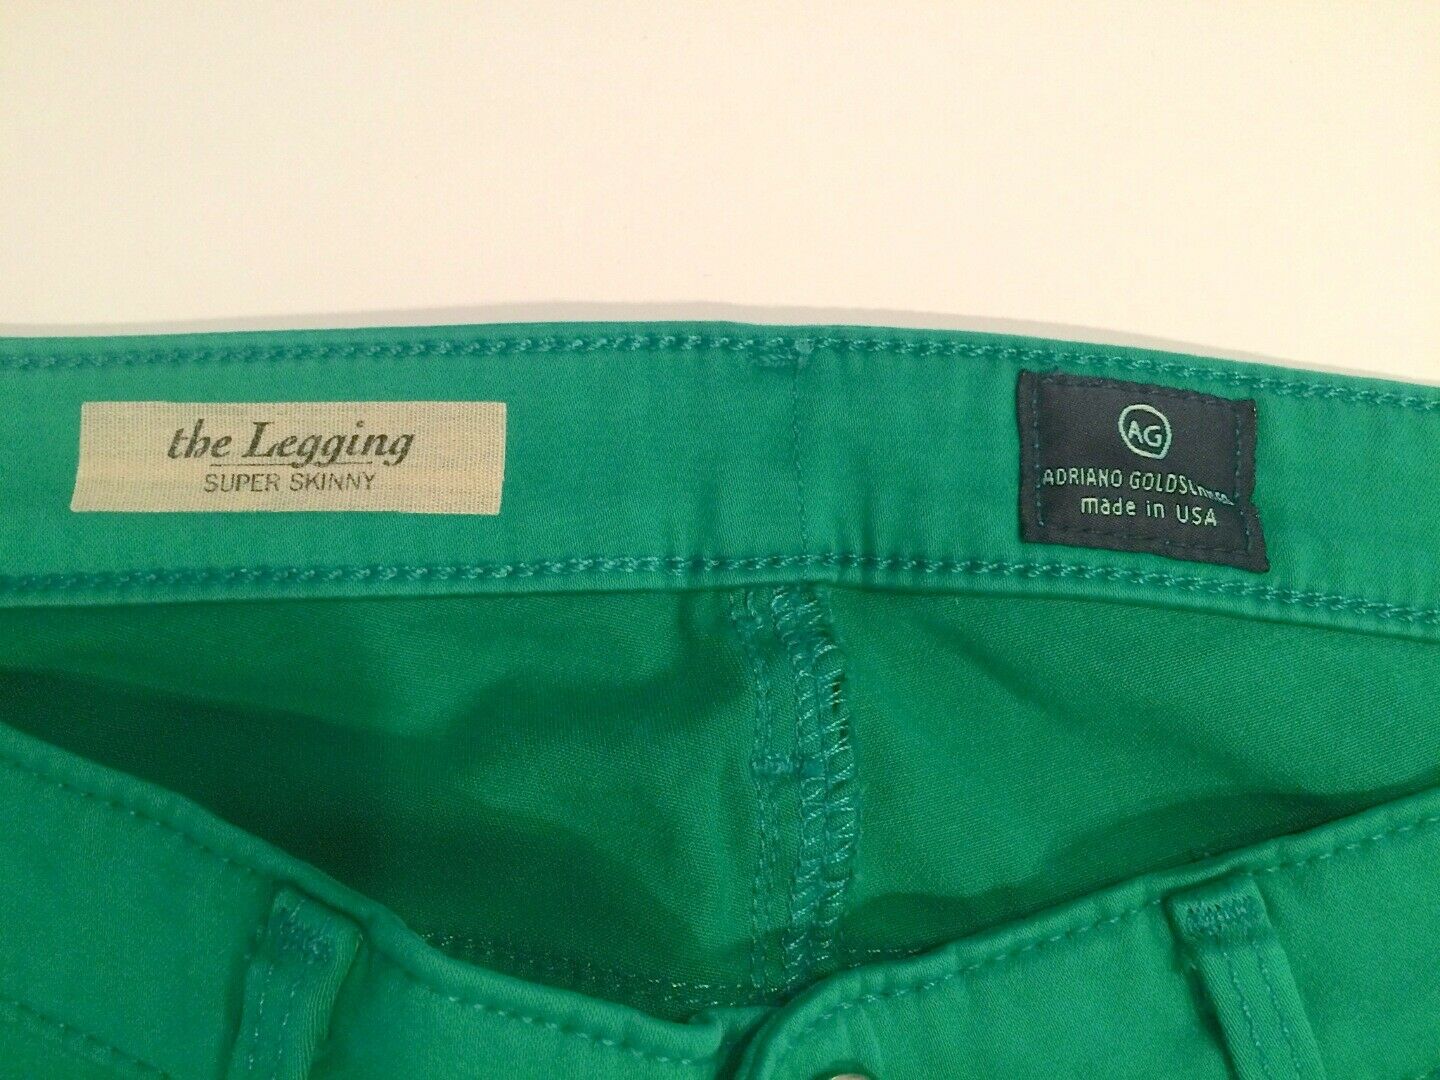 the Legging
SUPER SKINNY
AG
ADRIANO
made in USA